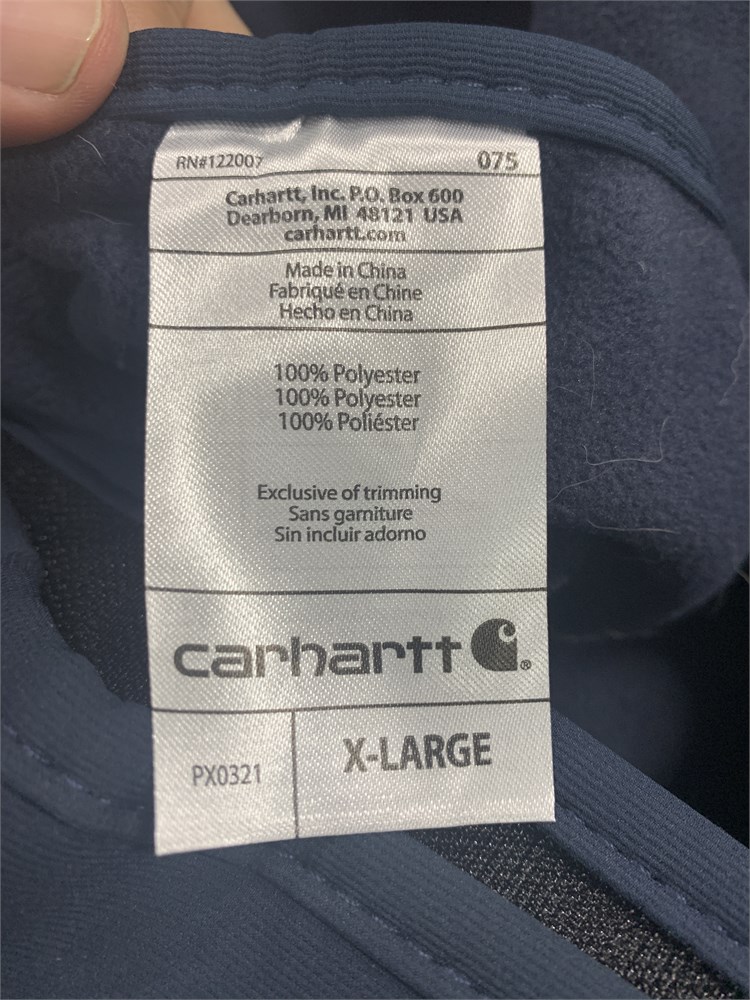 RN#122007 075
Carhartt, Inc. P.O. Box 600
Dearborn, MI 48121 USA
carhartt.com
Made in China
Fabriqué en Chine
Hecho en China
100% Polyester
100% Polyester
100% Poliéster
Exclusive of trimming
Sans garniture
Sin incluir adorno
carhartt ®
PX0321 X-LARGE